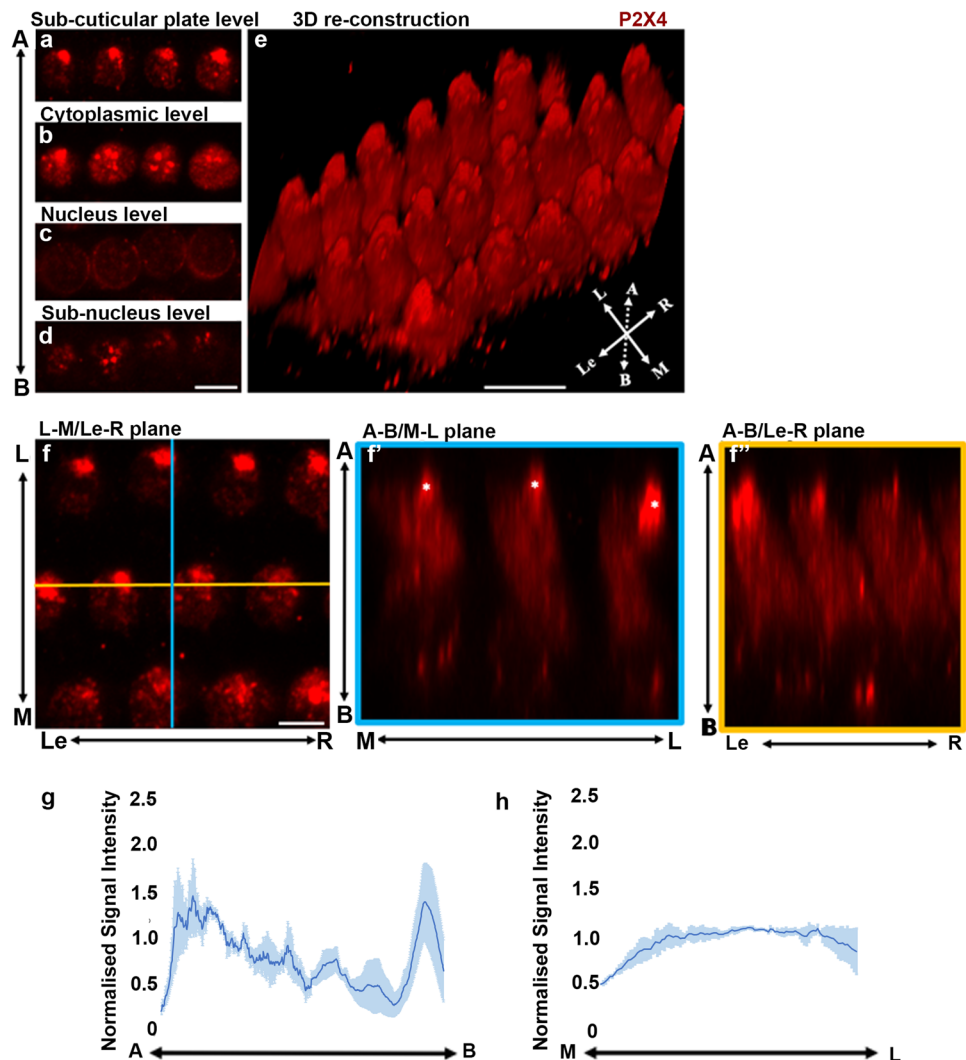 Sub-cuticular plate level 3D re-construction P2X4
A
a
e
Cytoplasmic level
b
Nucleus level
c
Sub-nucleus level
d
B
L A R
Le B M
L-M/Le-R plane A-B/M-L plane A-B/Le-R plane
L f A f' A f''
M B B
Le R M L Le R
g h
Normalised Signal Intensity
2.5
2.0
1.5
1.0
0.5
0
A B
Normalised Signal Intensity
2.5
2.0
1.5
1.0
0.5
0
M L